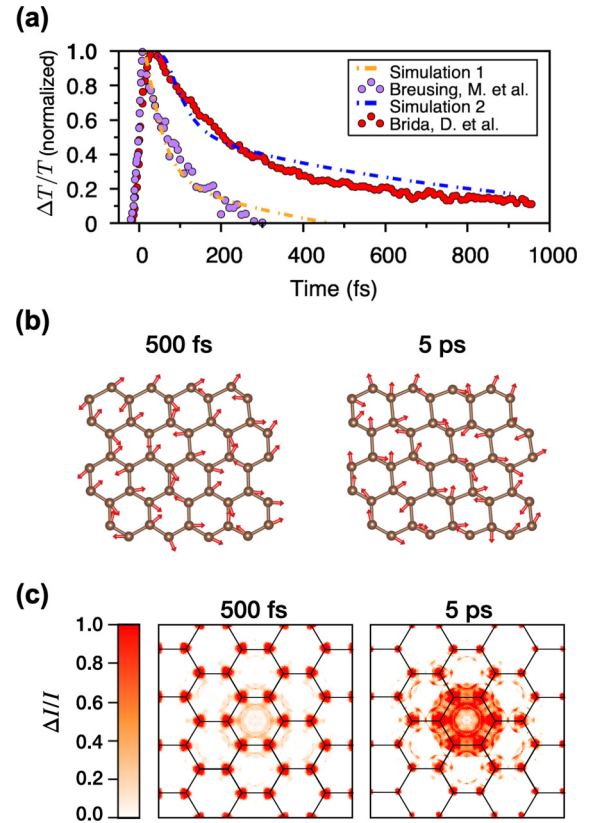 (a)
ΔT/T (normalized)
1.0
0.8
0.6
0.4
0.2
0
Simulation 1
Breusing, M. et al.
Simulation 2
Brida, D. et al.
0 200 400 600 800 1000
Time (fs)
(b)
500 fs 5 ps
(c)
500 fs 5 ps
ΔI/I
1.0
0.8
0.6
0.4
0.2
0.0